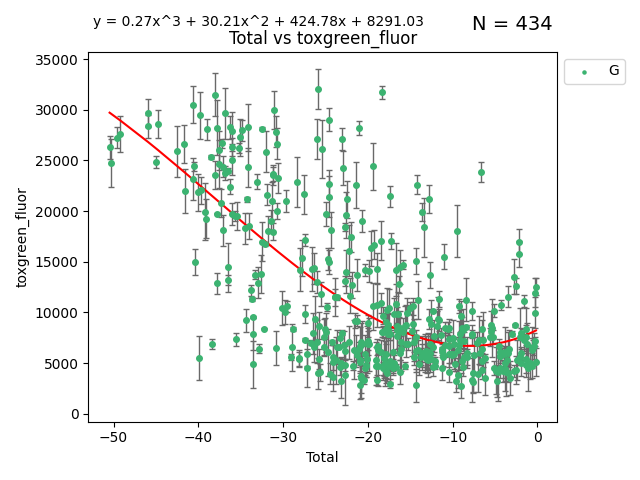 y = 0.27x^3 + 30.21x^2 + 424.78x + 8291.03
N = 434
Total vs toxgreen_fluor
G
toxgreen_fluor
35000
30000
25000
20000
15000
10000
5000
0
−50
−40
−30
−20
−10
0
Total